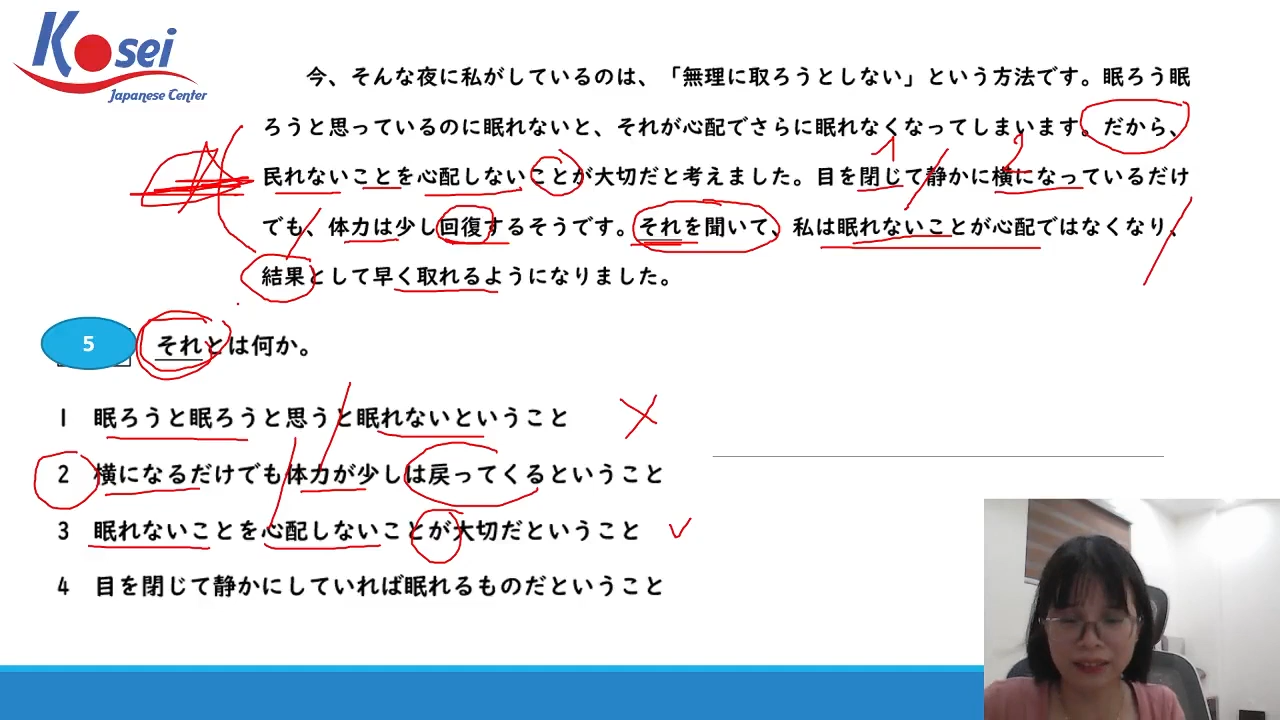 Kosei
Japanese Center
今、そんな夜に私がしているのは、「無理に取ろうとしない」という方法です。眠ろう眠
ろうと思っているのに眠れないと、それが心配でさらに眠れなくなってしまいます。だから、
民れないことを心配しないことが大切だと考えました。目を閉じて静かに横になっているだけ
でも、体力は少し回復するそうです。それを聞いて、私は眠れないことが心配ではなくなり、
結果として早く取れるようになりました。
5 それとは何か。
1 眠ろうと眠ろうと思うと眠れないということ
2 横になるだけでも体力が少しは戻ってくるということ
3 眠れないことを心配しないことが大切だということ
4 目を閉じて静かにしていれば眠れるものだということ
1
2